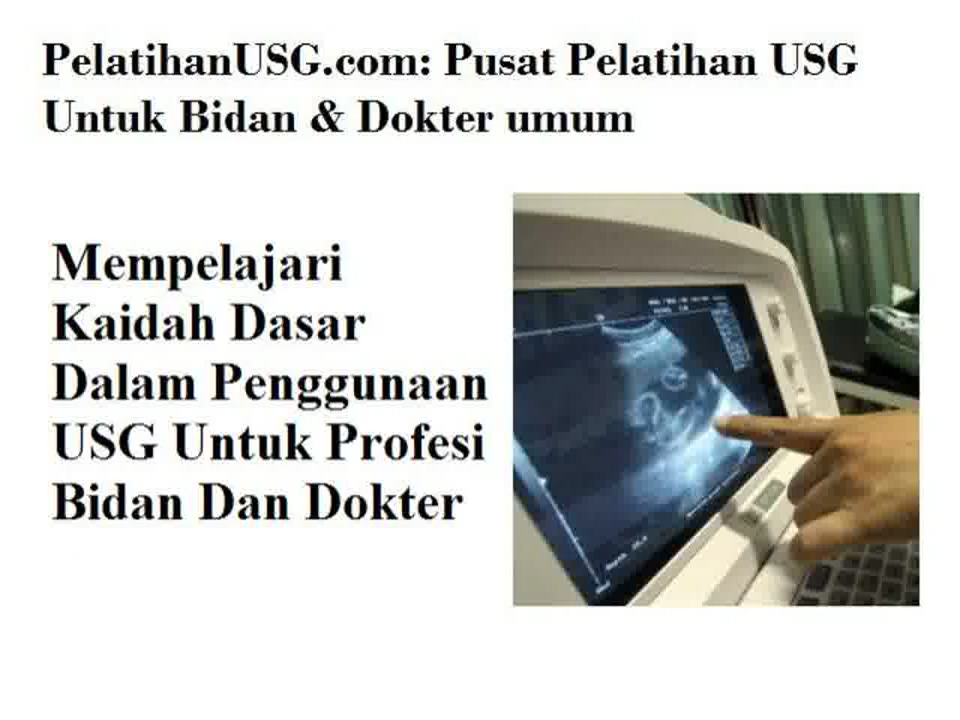 PelatihanUSG.com: Pusat Pelatihan USG
Untuk Bidan & Dokter umum
Mempelajari
Kaidah Dasar
Dalam Penggunaan
USG Untuk Profesi
Bidan Dan Dokter